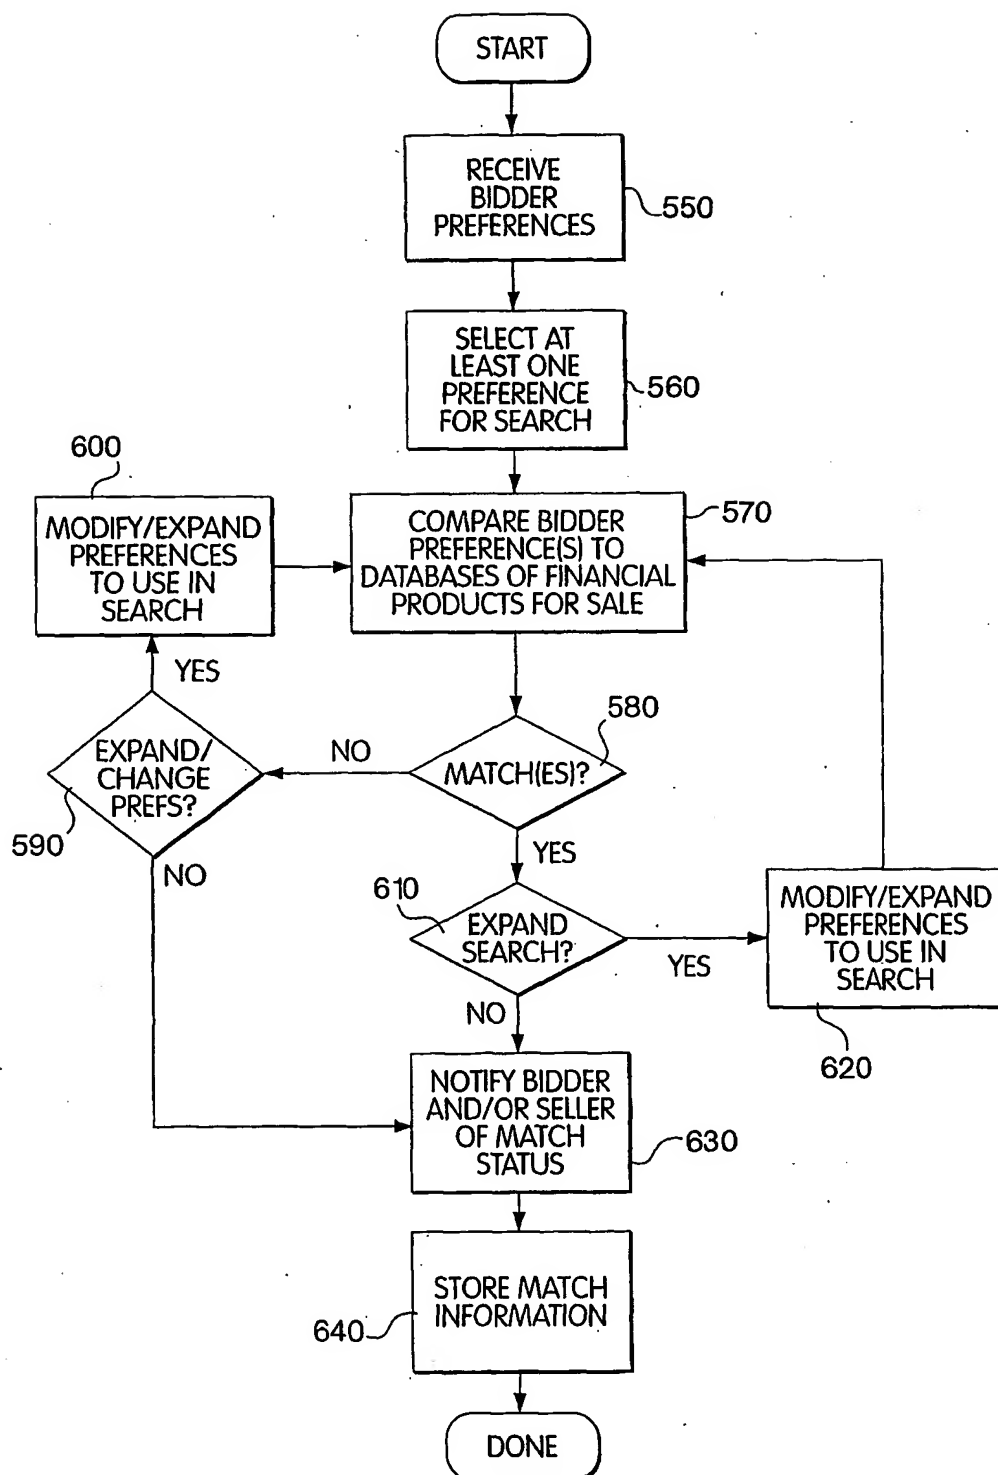 START
RECEIVE
BIDDER
PREFERENCES
550
SELECT AT
LEAST ONE
PREFERENCE
FOR SEARCH
560
600
MODIFY/EXPAND
PREFERENCES
TO USE IN
SEARCH
COMPARE BIDDER
PREFERENCE(S) TO
DATABASES OF FINANCIAL
PRODUCTS FOR SALE
570
YES
580
EXPAND/
CHANGE
PREFS?
NO
MATCH(ES)?
590
NO
YES
610
EXPAND
SEARCH?
YES
MODIFY/EXPAND
PREFERENCES
TO USE IN
SEARCH
NO
620
NOTIFY BIDDER
AND/OR SELLER
OF MATCH
STATUS
630
STORE MATCH
INFORMATION
640
DONE